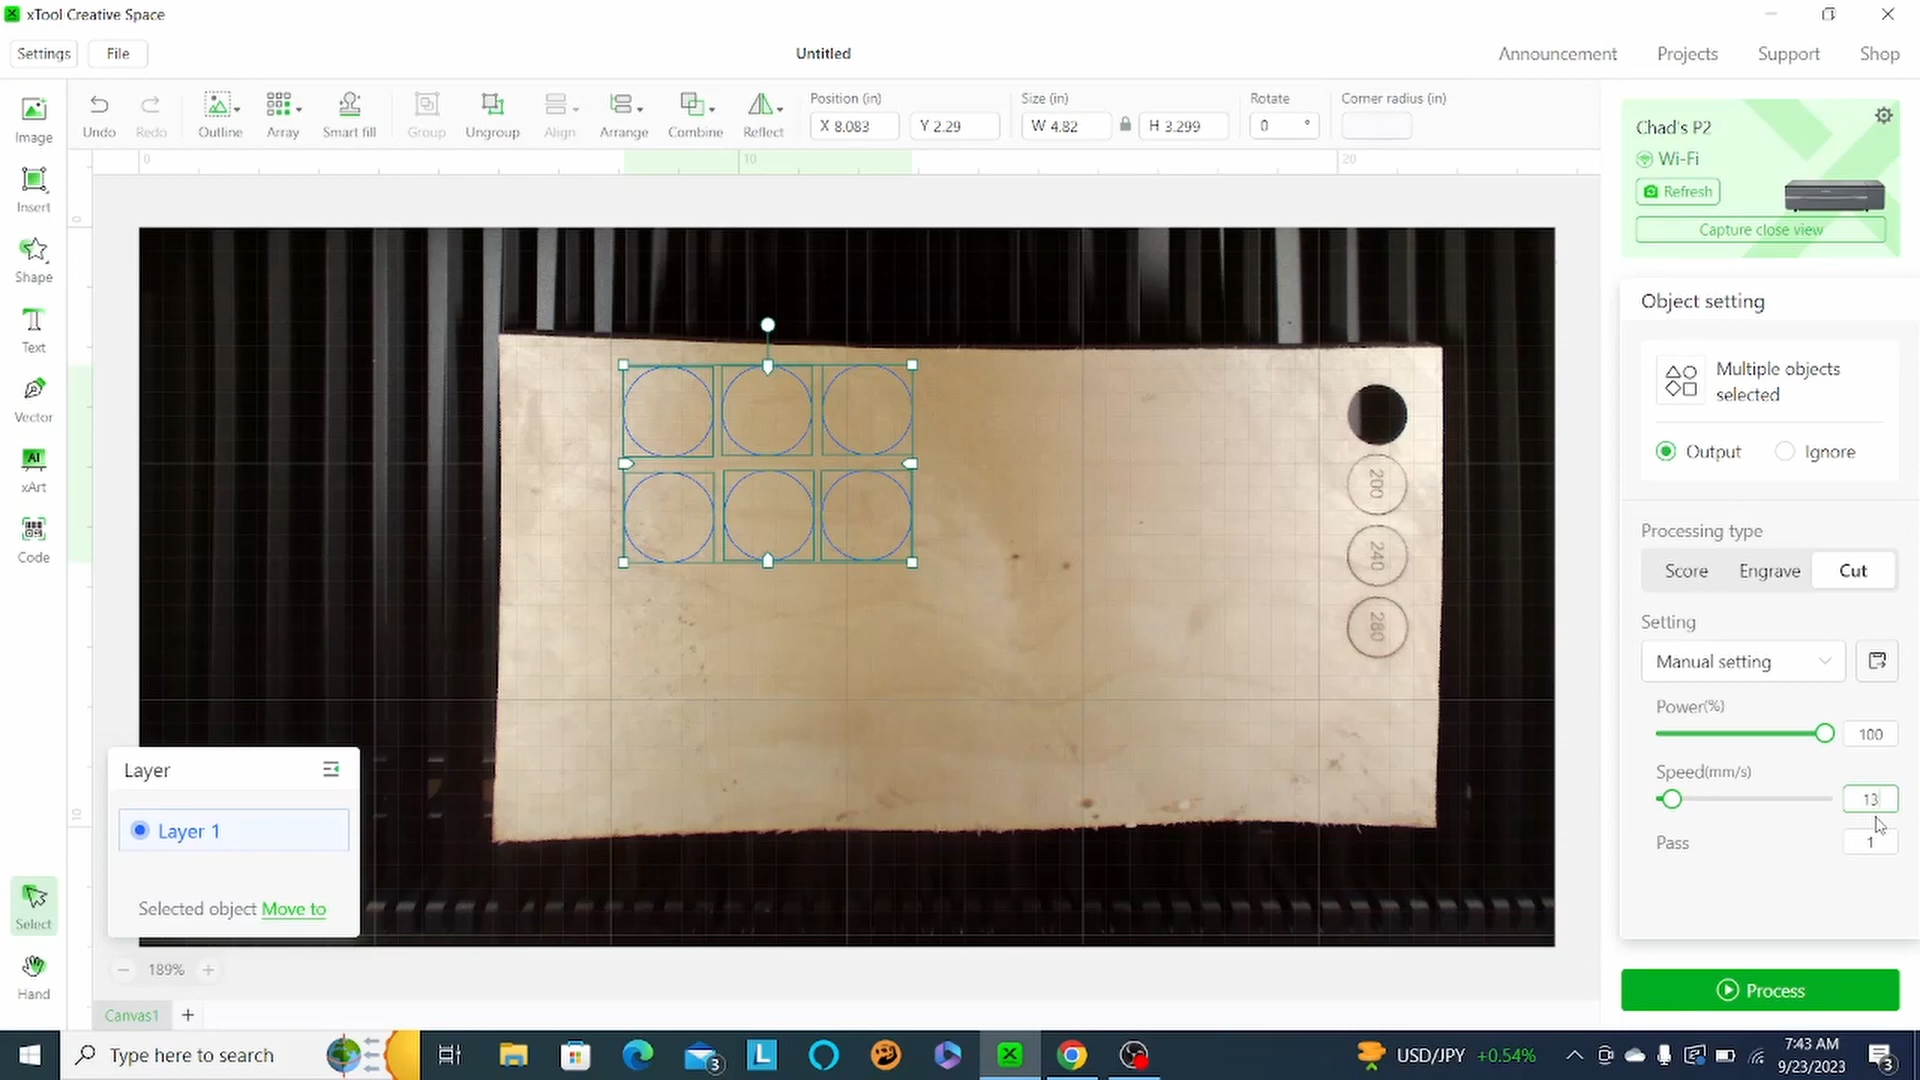 xTool Creative Space
Settings
File
Untitled
Announcement
Projects
Support
Shop
Image
Insert
Shape
Text
Vector
AI
xArt
Code
Select
Hand
Undo
Redo
Outline
Array
Smart fill
Group
Ungroup
Align
Arrange
Combine
Reflect
Position (in)
X 8.083
Y 2.29
Size (in)
W 4.82
H 3.299
Rotate
0 °
Corner radius (in)
0
10
20
0
10
200
240
280
Layer
Layer 1
Selected object Move to
189%
Canvas1
Chad's P2
Wi-Fi
Refresh
Capture close view
Object setting
Multiple objects
selected
Output
Ignore
Processing type
Score
Engrave
Cut
Setting
Manual setting
Power(%)
100
Speed(mm/s)
13
Pass
1
Process
Type here to search
3
L
USD/JPY +0.54%
7:43 AM
9/23/2023
3